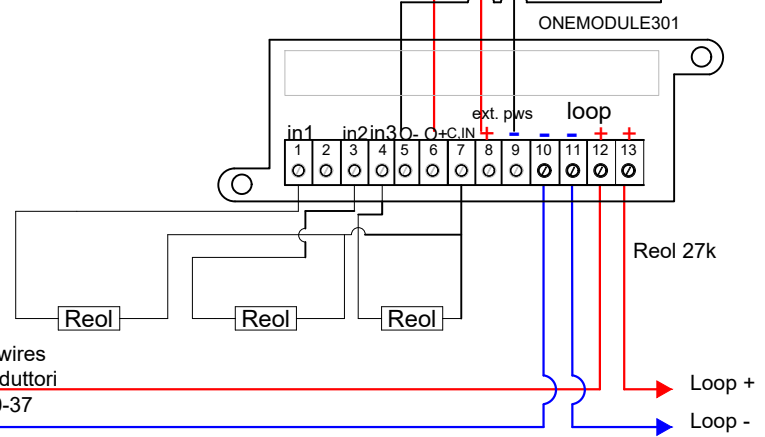 ONEMODULE301
ext. pws
loop
in1 in2 in3 O- O+ C,IN + - - - + +
1 2 3 4 5 6 7 8 9 10 11 12 13
Reol 27k
Reol Reol Reol
wires
duttori
-37
Loop +
Loop -